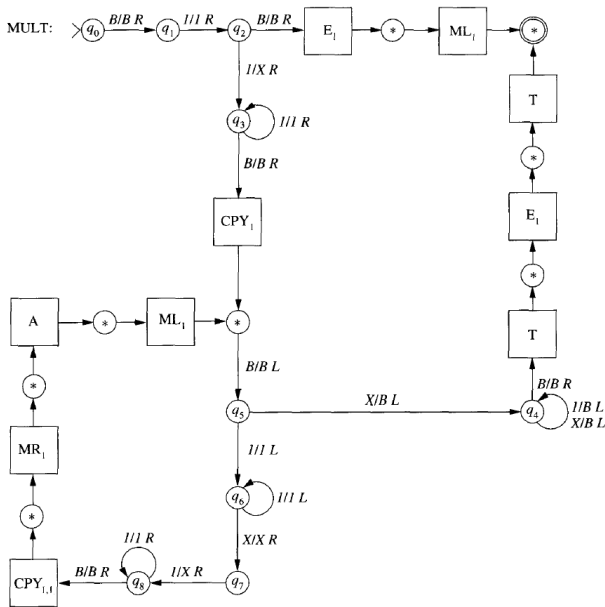 MULT: q0 B/B R q1 1/1 R q2 B/B R E1 * ML1 *
1/X R
T
q3 1/1 R
*
B/B R
CPY1 E1
*
A * ML1 * T
* B/B L B/B R
q5 X/B L q4 1/B L
X/B L
MR1 1/1 L
q6 1/1 L
* X/X R
1/1 R
CPY1,1 B/B R q8 1/X R q7